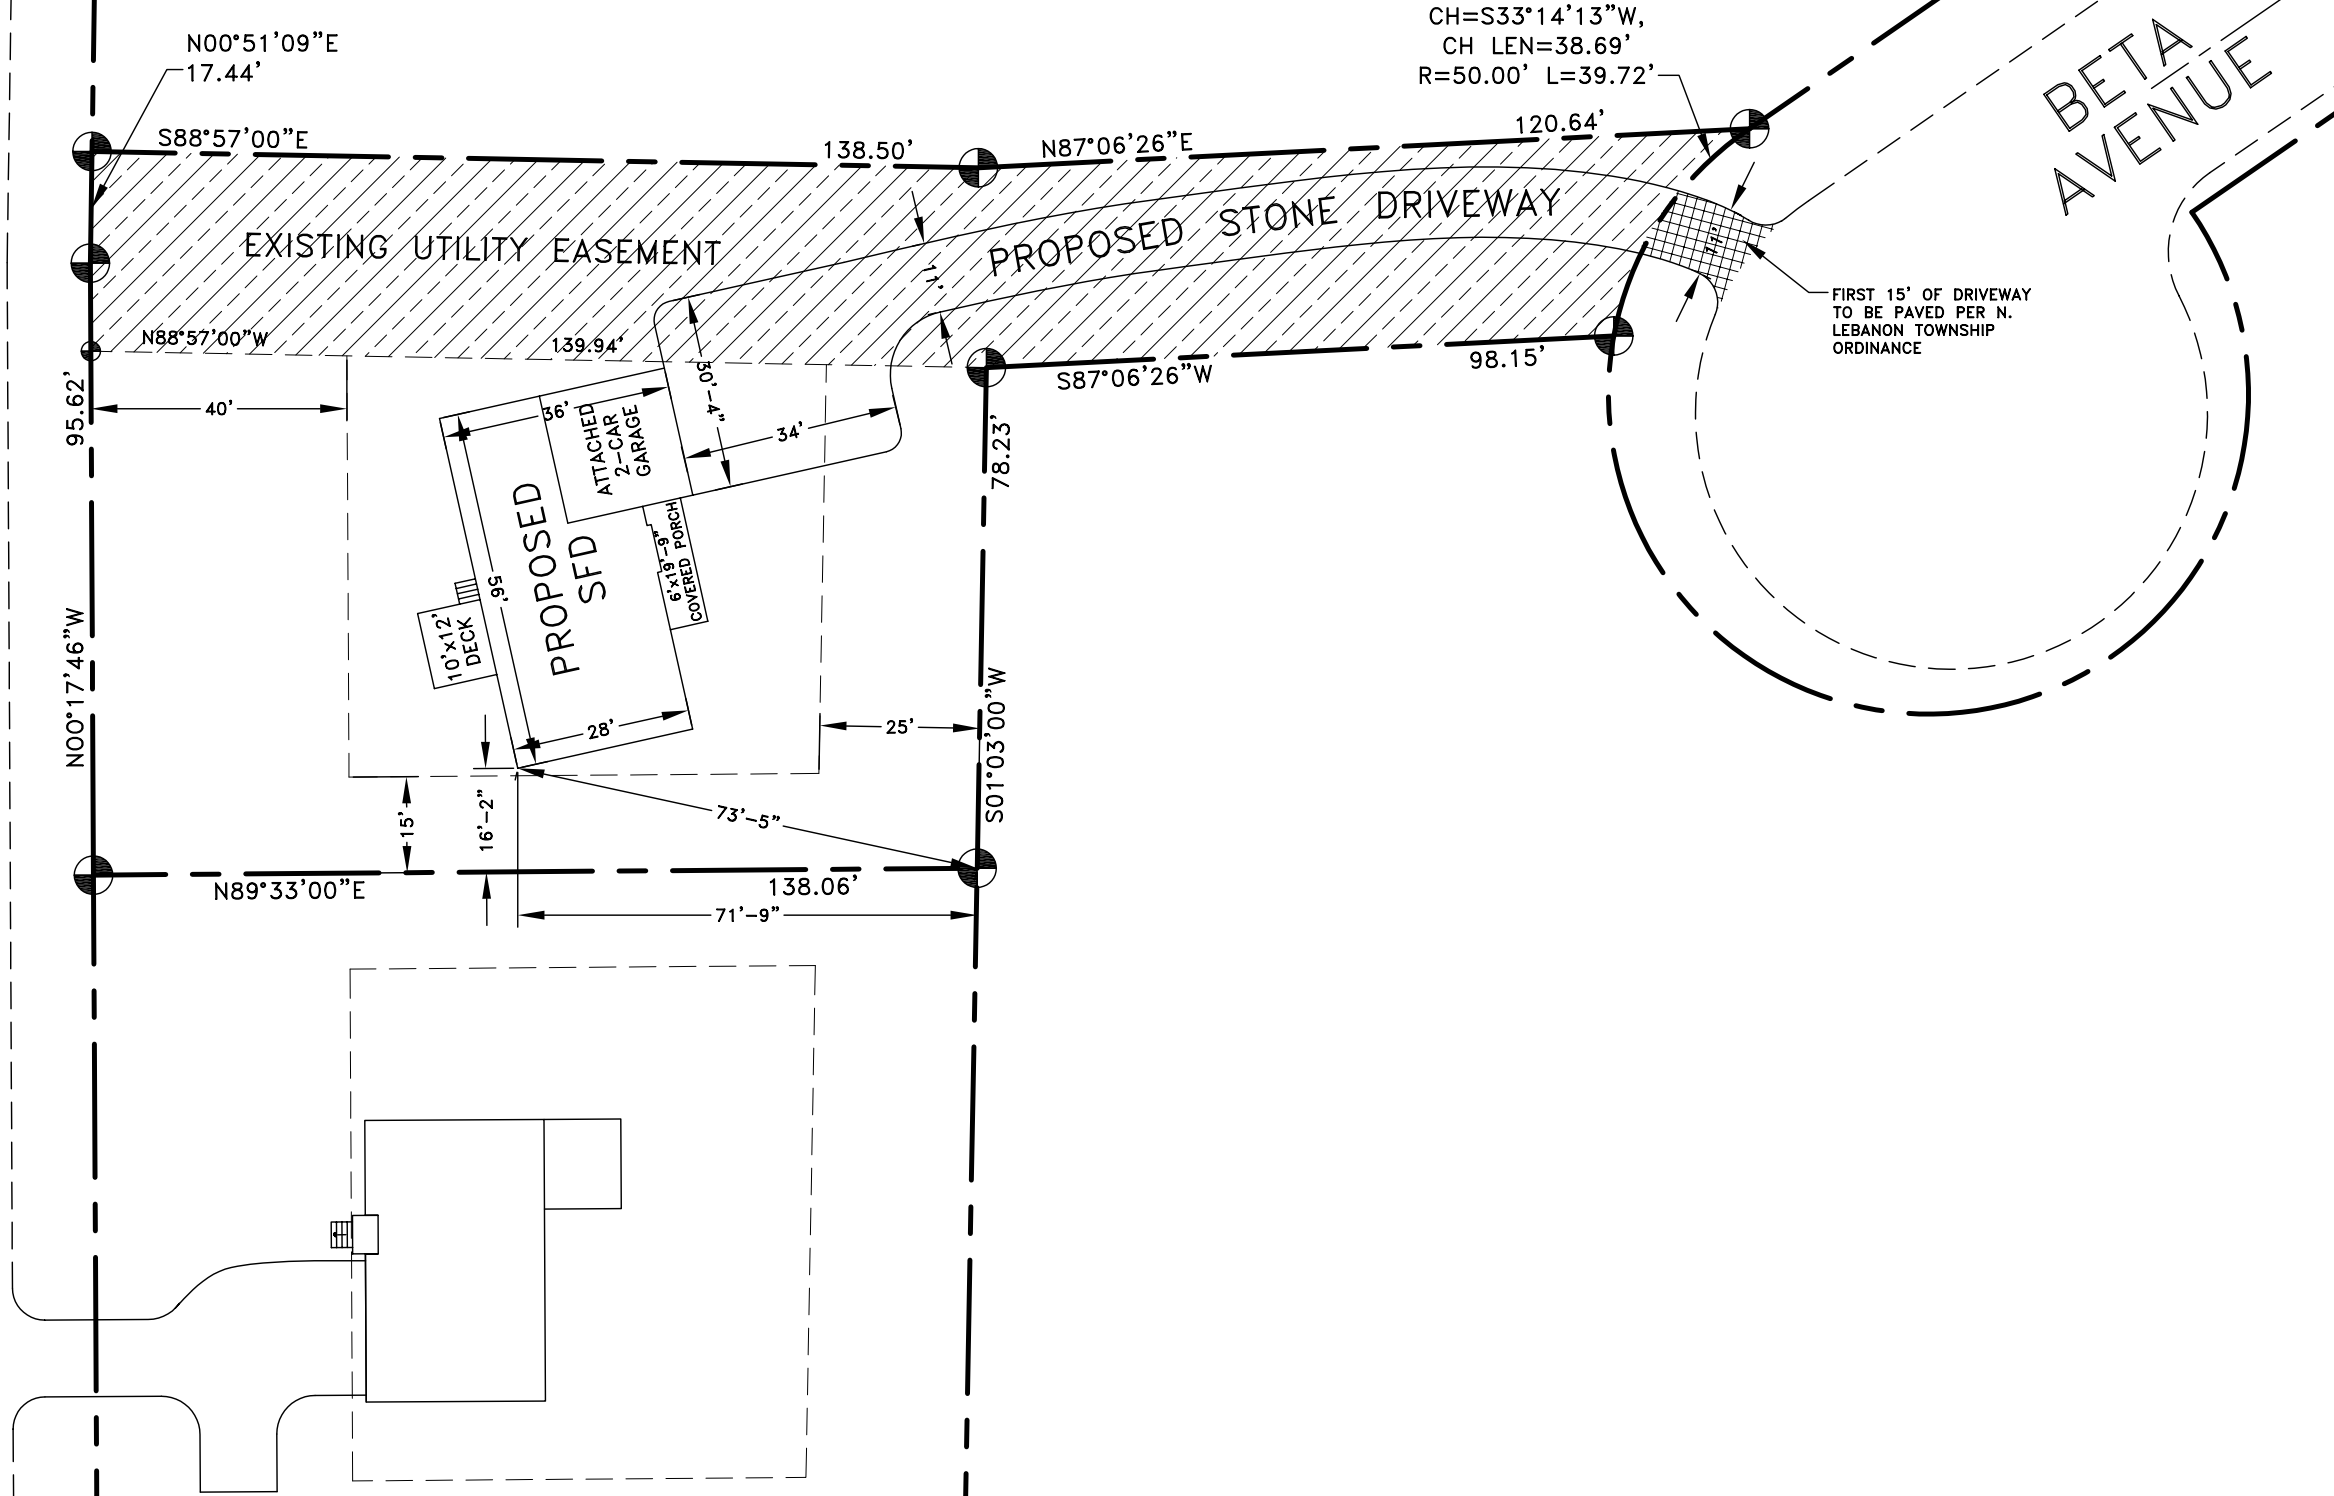 CH=S33°14'13"W,
CH LEN=38.69'
R=50.00' L=39.72'
BETA
AVENUE
N00°51'09"E
17.44'
S88°57'00"E
138.50'
N87°06'26"E
120.64'
EXISTING UTILITY EASEMENT
PROPOSED STONE DRIVEWAY
11'
11'
FIRST 15' OF DRIVEWAY
TO BE PAVED PER N.
LEBANON TOWNSHIP
ORDINANCE
N88°57'00"W
139.94'
S87°06'26"W
98.15'
95.62'
40'
36'
30'-4"
34'
78.23'
ATTACHED
2-CAR
GARAGE
PROPOSED
SFD
56'
6'x19'-9"
COVERED PORCH
10'x12'
DECK
N00°17'46"W
S01°03'00"W
28'
25'
15'
16'-2"
73'-5"
N89°33'00"E
138.06'
71'-9"